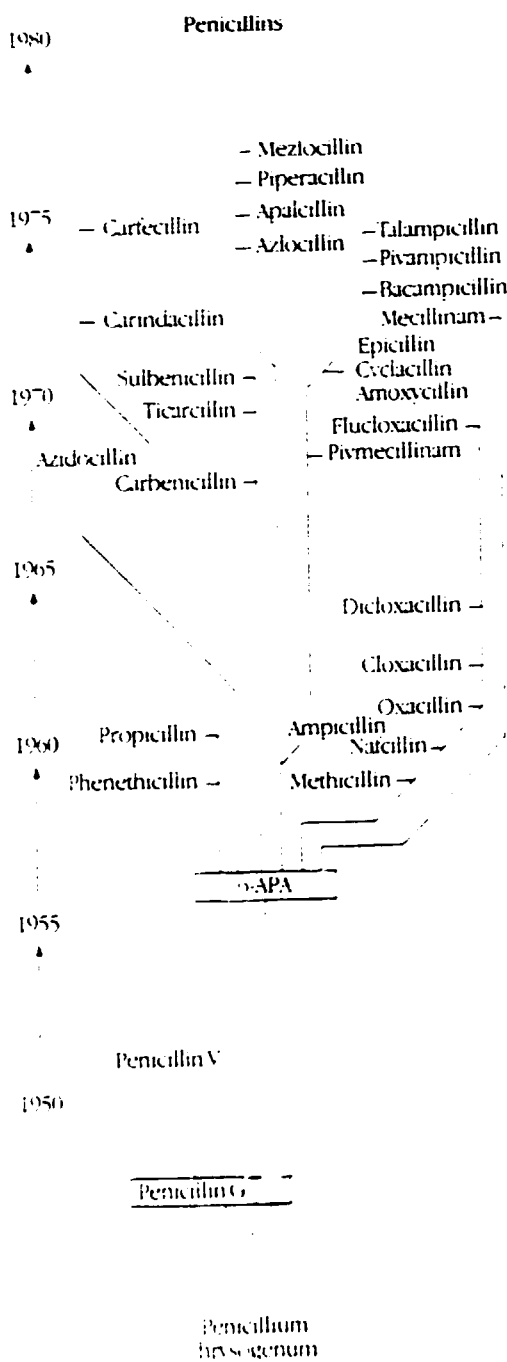 Penicillins
1980
Mezlocillin
Piperacillin
1975
Carfecillin
Apalcillin
Azlocillin
Talampicillin
Pivampicillin
Bacampicillin
Carindacillin
Mecillinam
Epicillin
Sulbenicillin
Cyclacillin
1970
Ticarcillin
Amoxycillin
Flucloxacillin
Azidocillin
Pivmecillinam
Carbenicillin
1965
Dicloxacillin
Cloxacillin
Oxacillin
1960
Propicillin
Ampicillin
Nafcillin
Phenethicillin
Methicillin
6-APA
1955
Penicillin V
1950
Penicillin G
Penicillium
hrysogenum